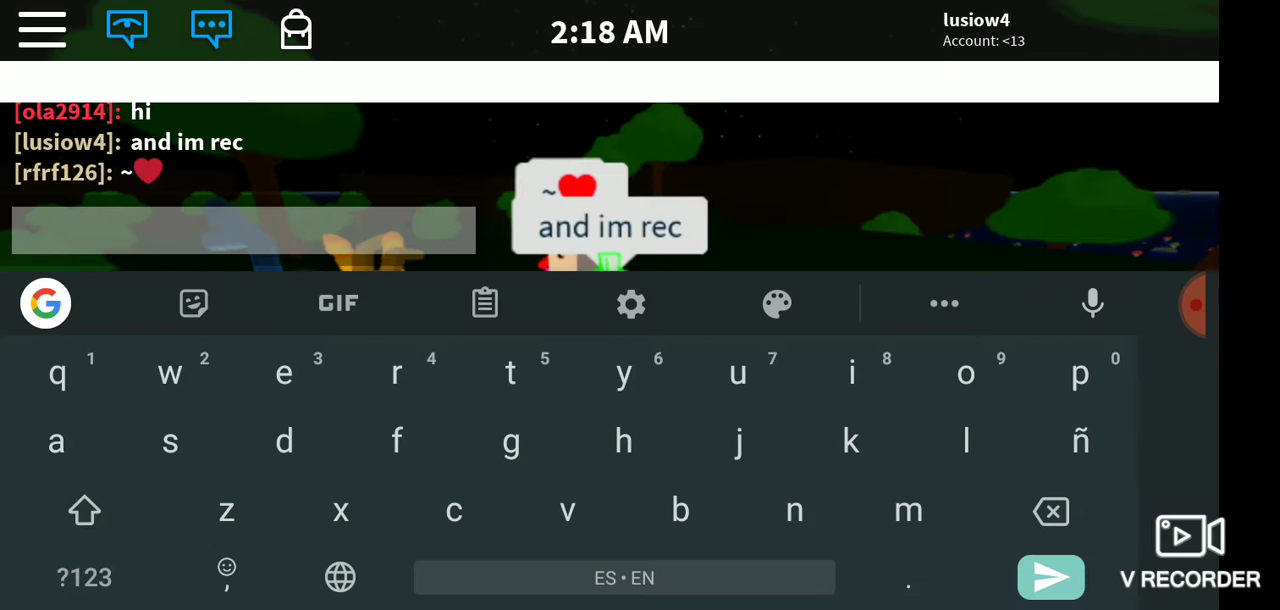 2:18 AM
lusiow4
Account: <13
[ola2914]: hi
[lusiow4]: and im rec
[rfrf126]: ~❤
~❤
and im rec
GIF
q 1 w 2 e 3 r 4 t 5 y 6 u 7 i 8 o 9 p 0
a s d f g h j k l ñ
z x c v b n m
?123 , ES • EN .
V RECORDER